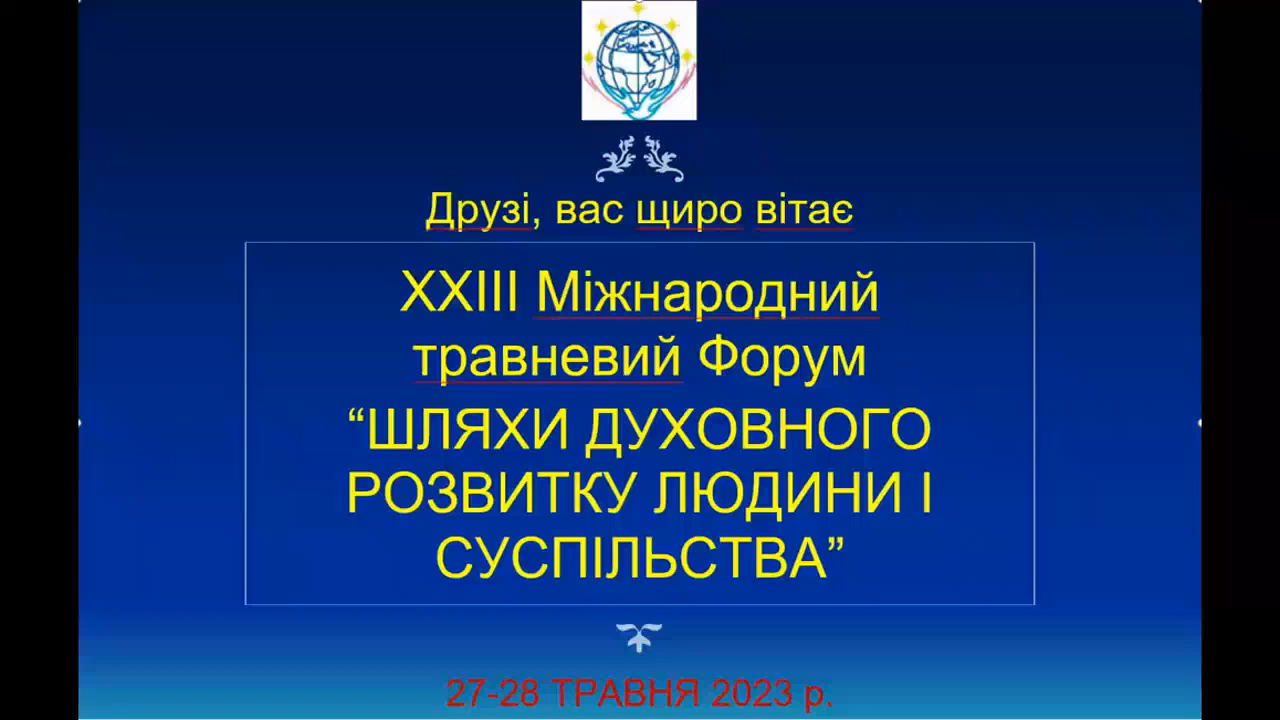 Друзі, вас щиро вітає
XXIII Міжнародний
травневий Форум
“ШЛЯХИ ДУХОВНОГО
РОЗВИТКУ ЛЮДИНИ І
СУСПІЛЬСТВА”
27-28 ТРАВНЯ 2023 р.